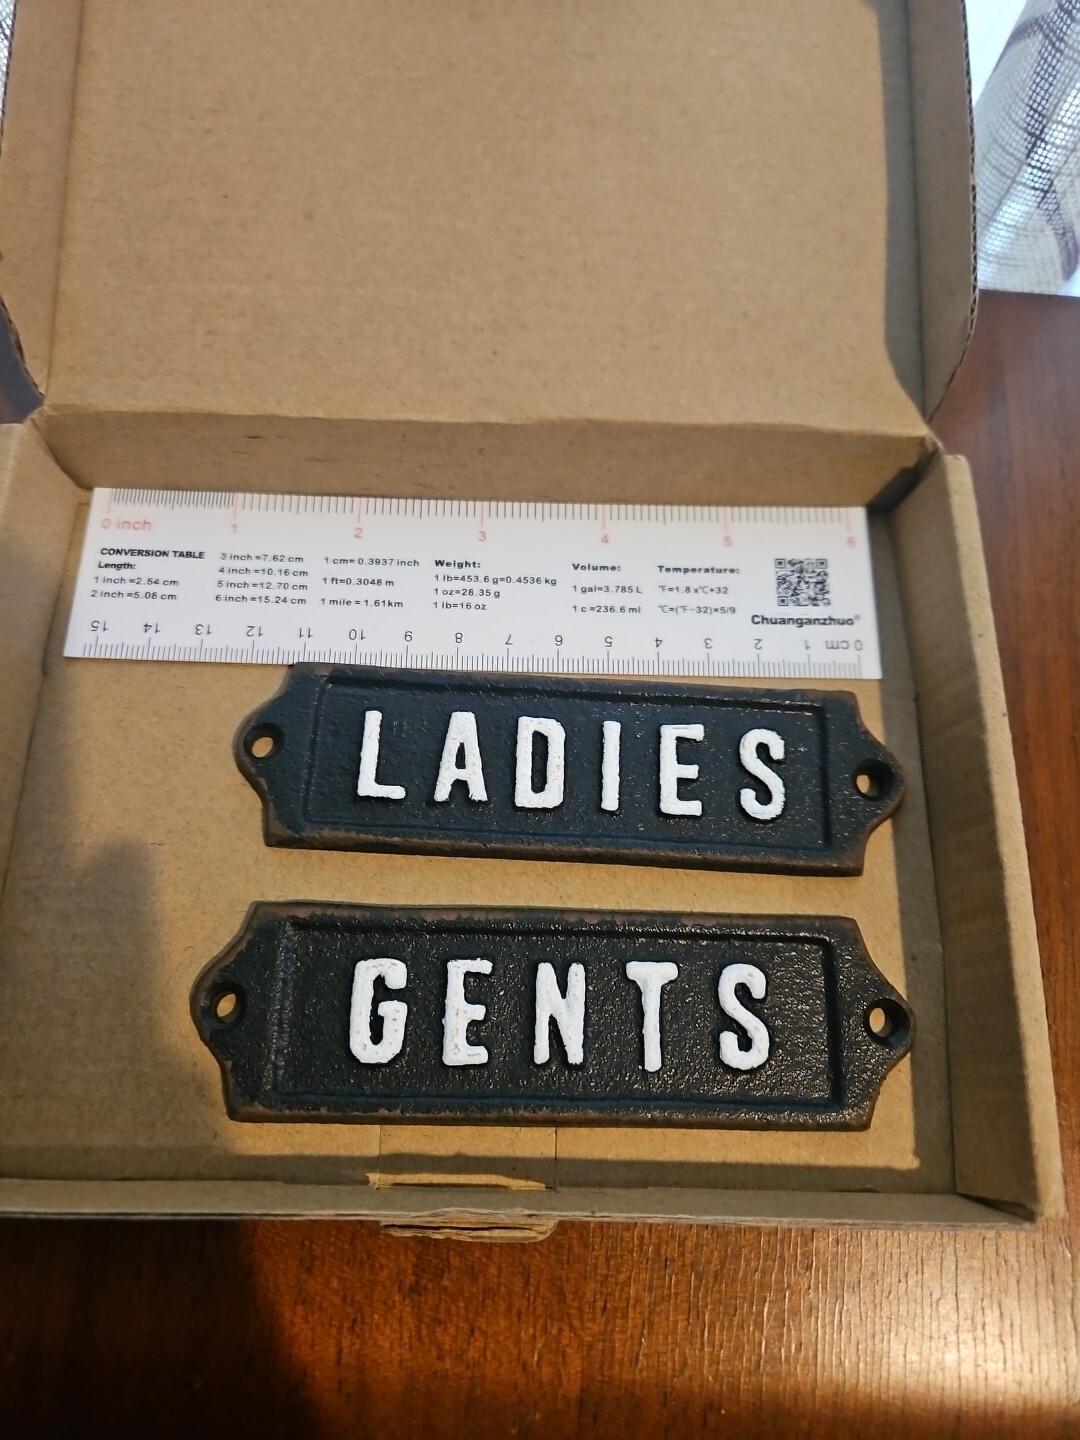 0 inch 1 2 3 4 5 6
CONVERSION TABLE
Length:
1 inch =2.54 cm
2 inch =5.08 cm
3 inch =7.62 cm
4 inch =10.16 cm
5 inch =12.70 cm
6 inch =15.24 cm
1 cm= 0.3937 inch
1 ft=0.3048 m
1 mile = 1.61km
Weight:
1 lb=453.6 g=0.4536 kg
1 oz=28.35 g
1 lb=16 oz
Volume:
1 gal=3.785 L
1 c =236.6 ml
Temperature:
°F=1.8 x°C+32
°C=(°F−32)×5/9
Chuanganzhuo®
15 14 13 12 11 10 9 8 7 6 5 4 3 2 1 0 cm
LADIES
GENTS